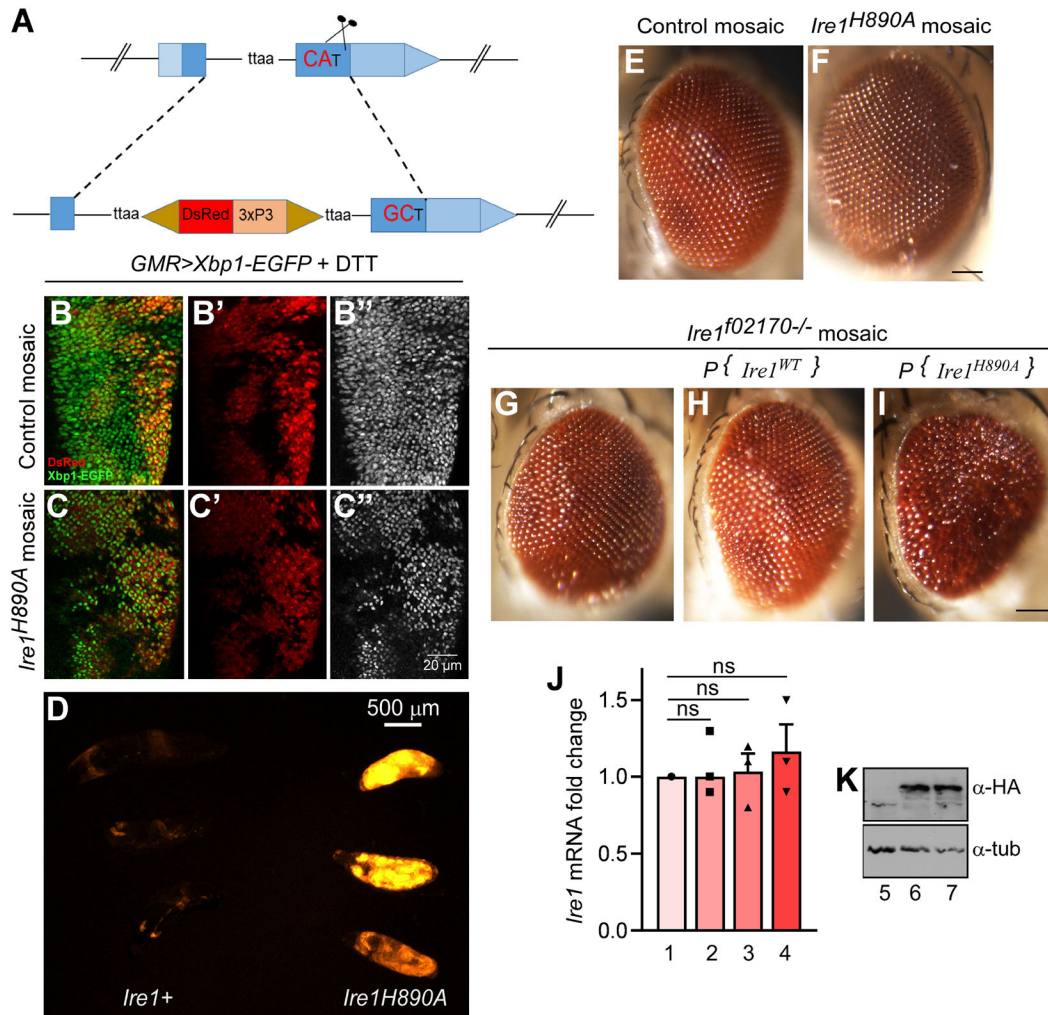 A
ttaa
CAT
ttaa
DsRed
3xP3
ttaa
GCT
GMR>Xbp1-EGFP + DTT
Control mosaic
B
B'
B''
DsRed
Xbp1-EGFP
Ire1H890A mosaic
C
C'
C''
20 µm
D
500 µm
Ire1+
Ire1H890A
Control mosaic
Ire1H890A mosaic
E
F
Ire1f02170-/- mosaic
P { Ire1WT }
P { Ire1H890A }
G
H
I
J
Ire1 mRNA fold change
1.5
1.0
0.5
0.0
ns
ns
ns
1 2 3 4
K
α-HA
α-tub
5 6 7